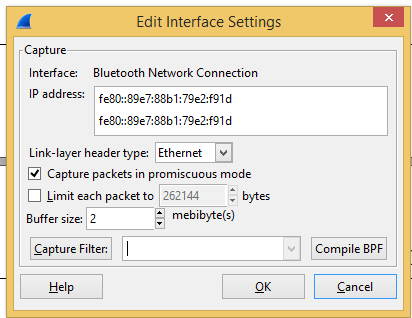 Edit Interface Settings
Capture
Interface: Bluetooth Network Connection
IP address: fe80::89e7:88b1:79e2:f91d
fe80::89e7:88b1:79e2:f91d
Link-layer header type: Ethernet
Capture packets in promiscuous mode
Limit each packet to 262144 bytes
Buffer size: 2 mebibyte(s)
Capture Filter: Compile BPF
Help OK Cancel